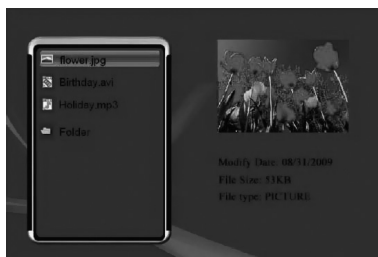 flower.jpg
Birthday.avi
Holiday.mp3
Folder
Modify Date: 08/31/2009
File Size: 53KB
File type: PICTURE